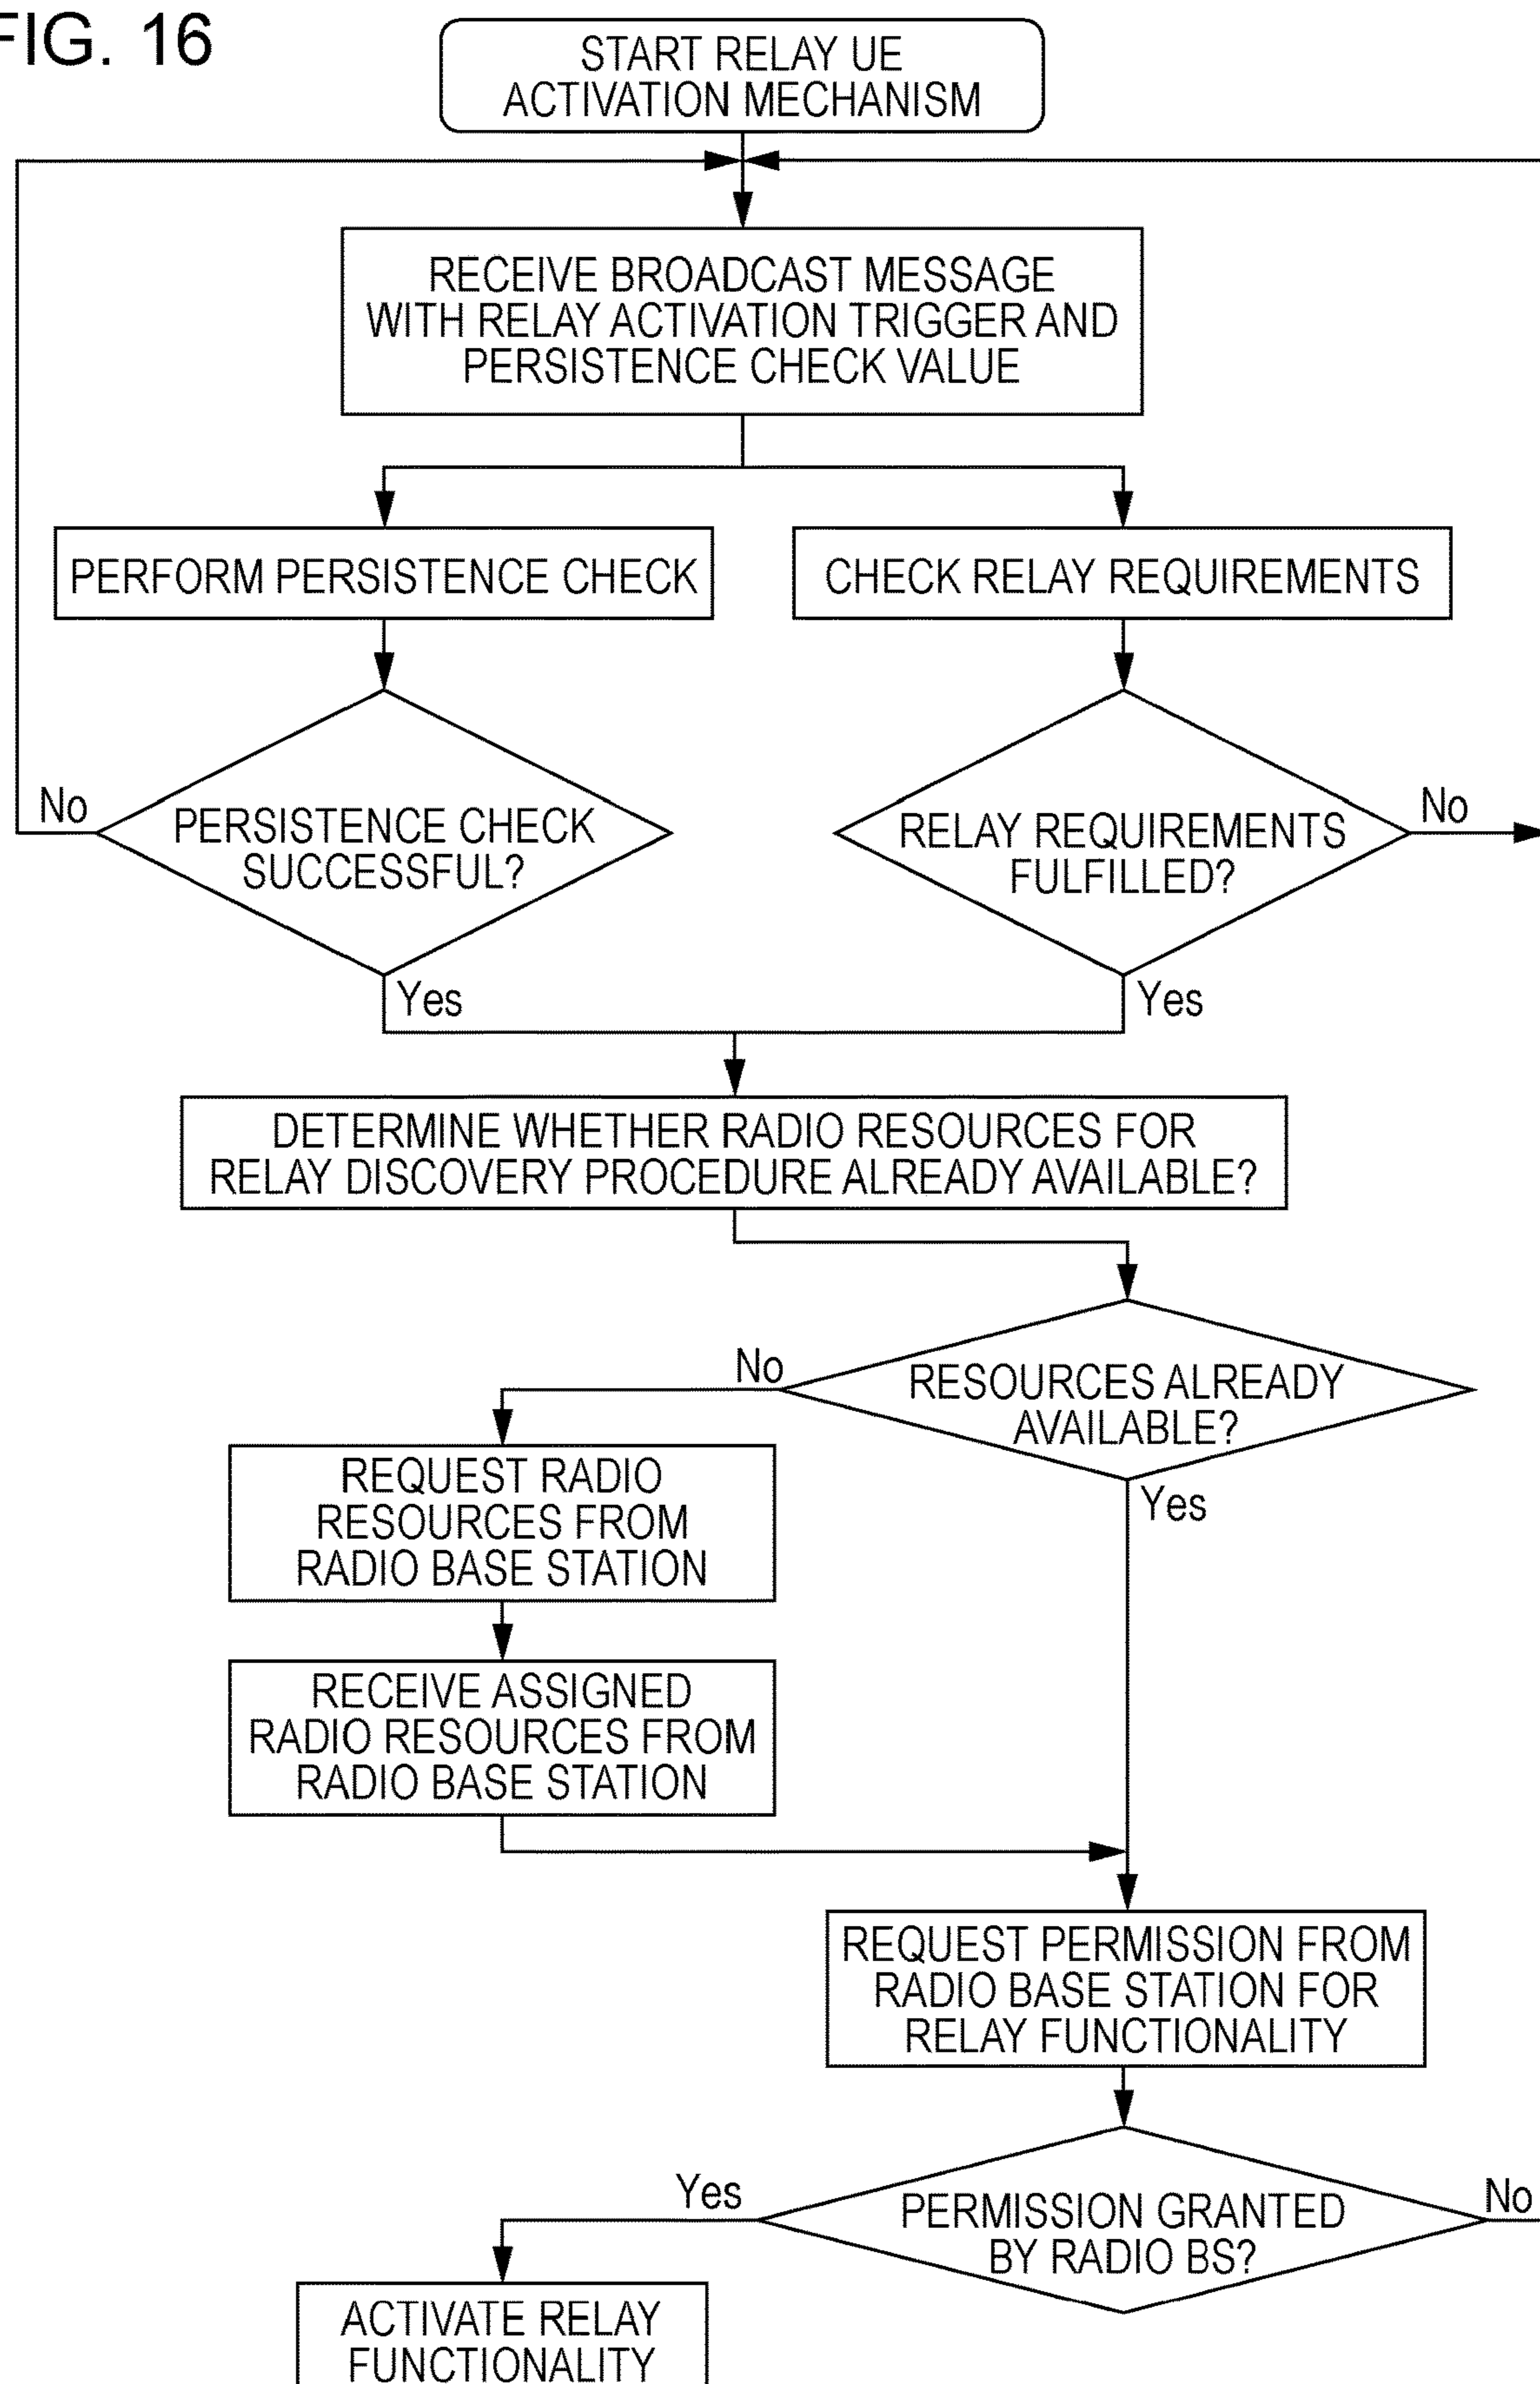 FIG. 16
START RELAY UE
ACTIVATION MECHANISM
RECEIVE BROADCAST MESSAGE
WITH RELAY ACTIVATION TRIGGER AND
PERSISTENCE CHECK VALUE
PERFORM PERSISTENCE CHECK
CHECK RELAY REQUIREMENTS
No
PERSISTENCE CHECK
SUCCESSFUL?
Yes
RELAY REQUIREMENTS
FULFILLED?
No
Yes
DETERMINE WHETHER RADIO RESOURCES FOR
RELAY DISCOVERY PROCEDURE ALREADY AVAILABLE?
No
RESOURCES ALREADY
AVAILABLE?
Yes
REQUEST RADIO
RESOURCES FROM
RADIO BASE STATION
RECEIVE ASSIGNED
RADIO RESOURCES FROM
RADIO BASE STATION
REQUEST PERMISSION FROM
RADIO BASE STATION FOR
RELAY FUNCTIONALITY
Yes
PERMISSION GRANTED
BY RADIO BS?
No
ACTIVATE RELAY
FUNCTIONALITY